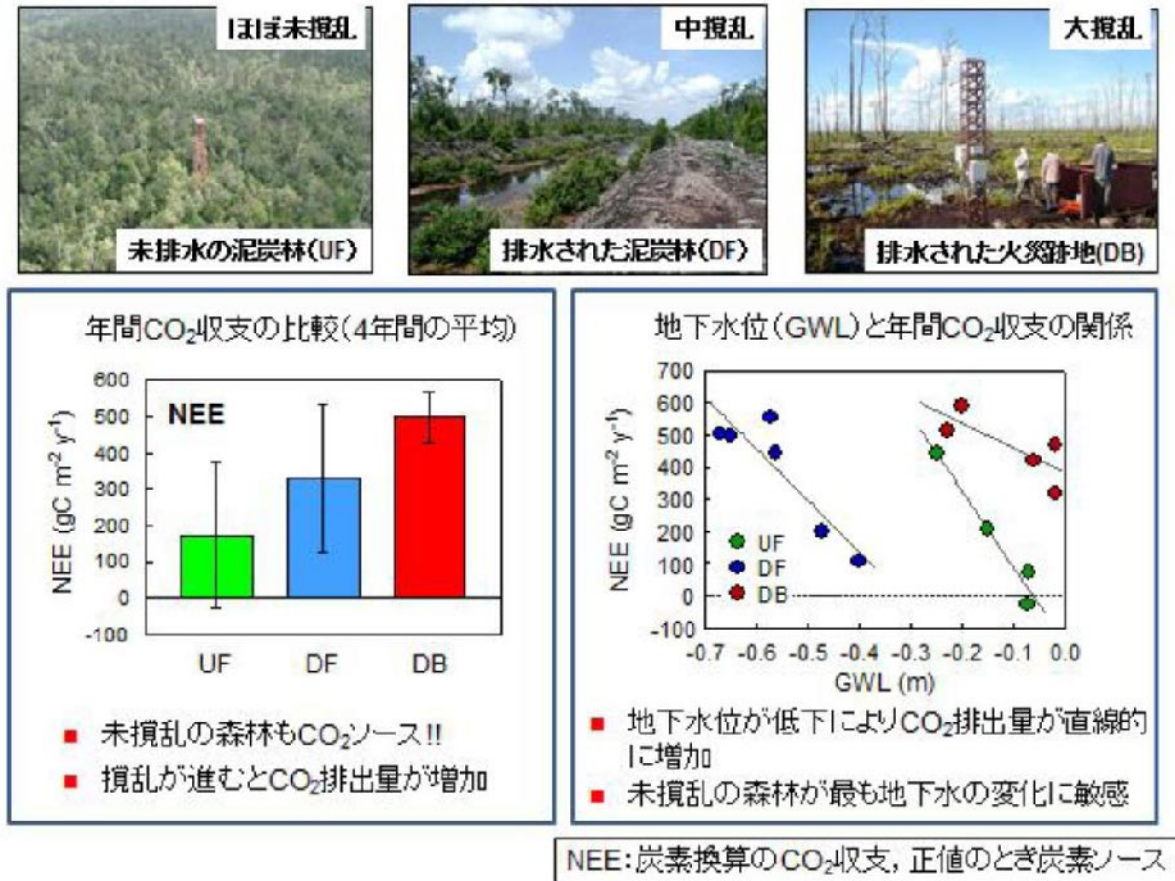 ほぼ未撹乱
未排水の泥炭林(UF)
中撹乱
排水された泥炭林(DF)
大撹乱
排水された火災跡地(DB)
年間CO₂収支の比較(4年間の平均)
NEE
NEE (gC m⁻² y⁻¹)
600
500
400
300
200
100
0
-100
UF DF DB
■ 未撹乱の森林もCO₂ソース!!
■ 撹乱が進むとCO₂排出量が増加
地下水位(GWL)と年間CO₂収支の関係
NEE (gC m⁻² y⁻¹)
700
600
500
400
300
200
100
0
-100
UF
DF
DB
-0.7 -0.6 -0.5 -0.4 -0.3 -0.2 -0.1 0.0
GWL (m)
■ 地下水位が低下によりCO₂排出量が直線的
に増加
■ 未撹乱の森林が最も地下水の変化に敏感
NEE:炭素換算のCO₂収支, 正値のとき炭素ソース